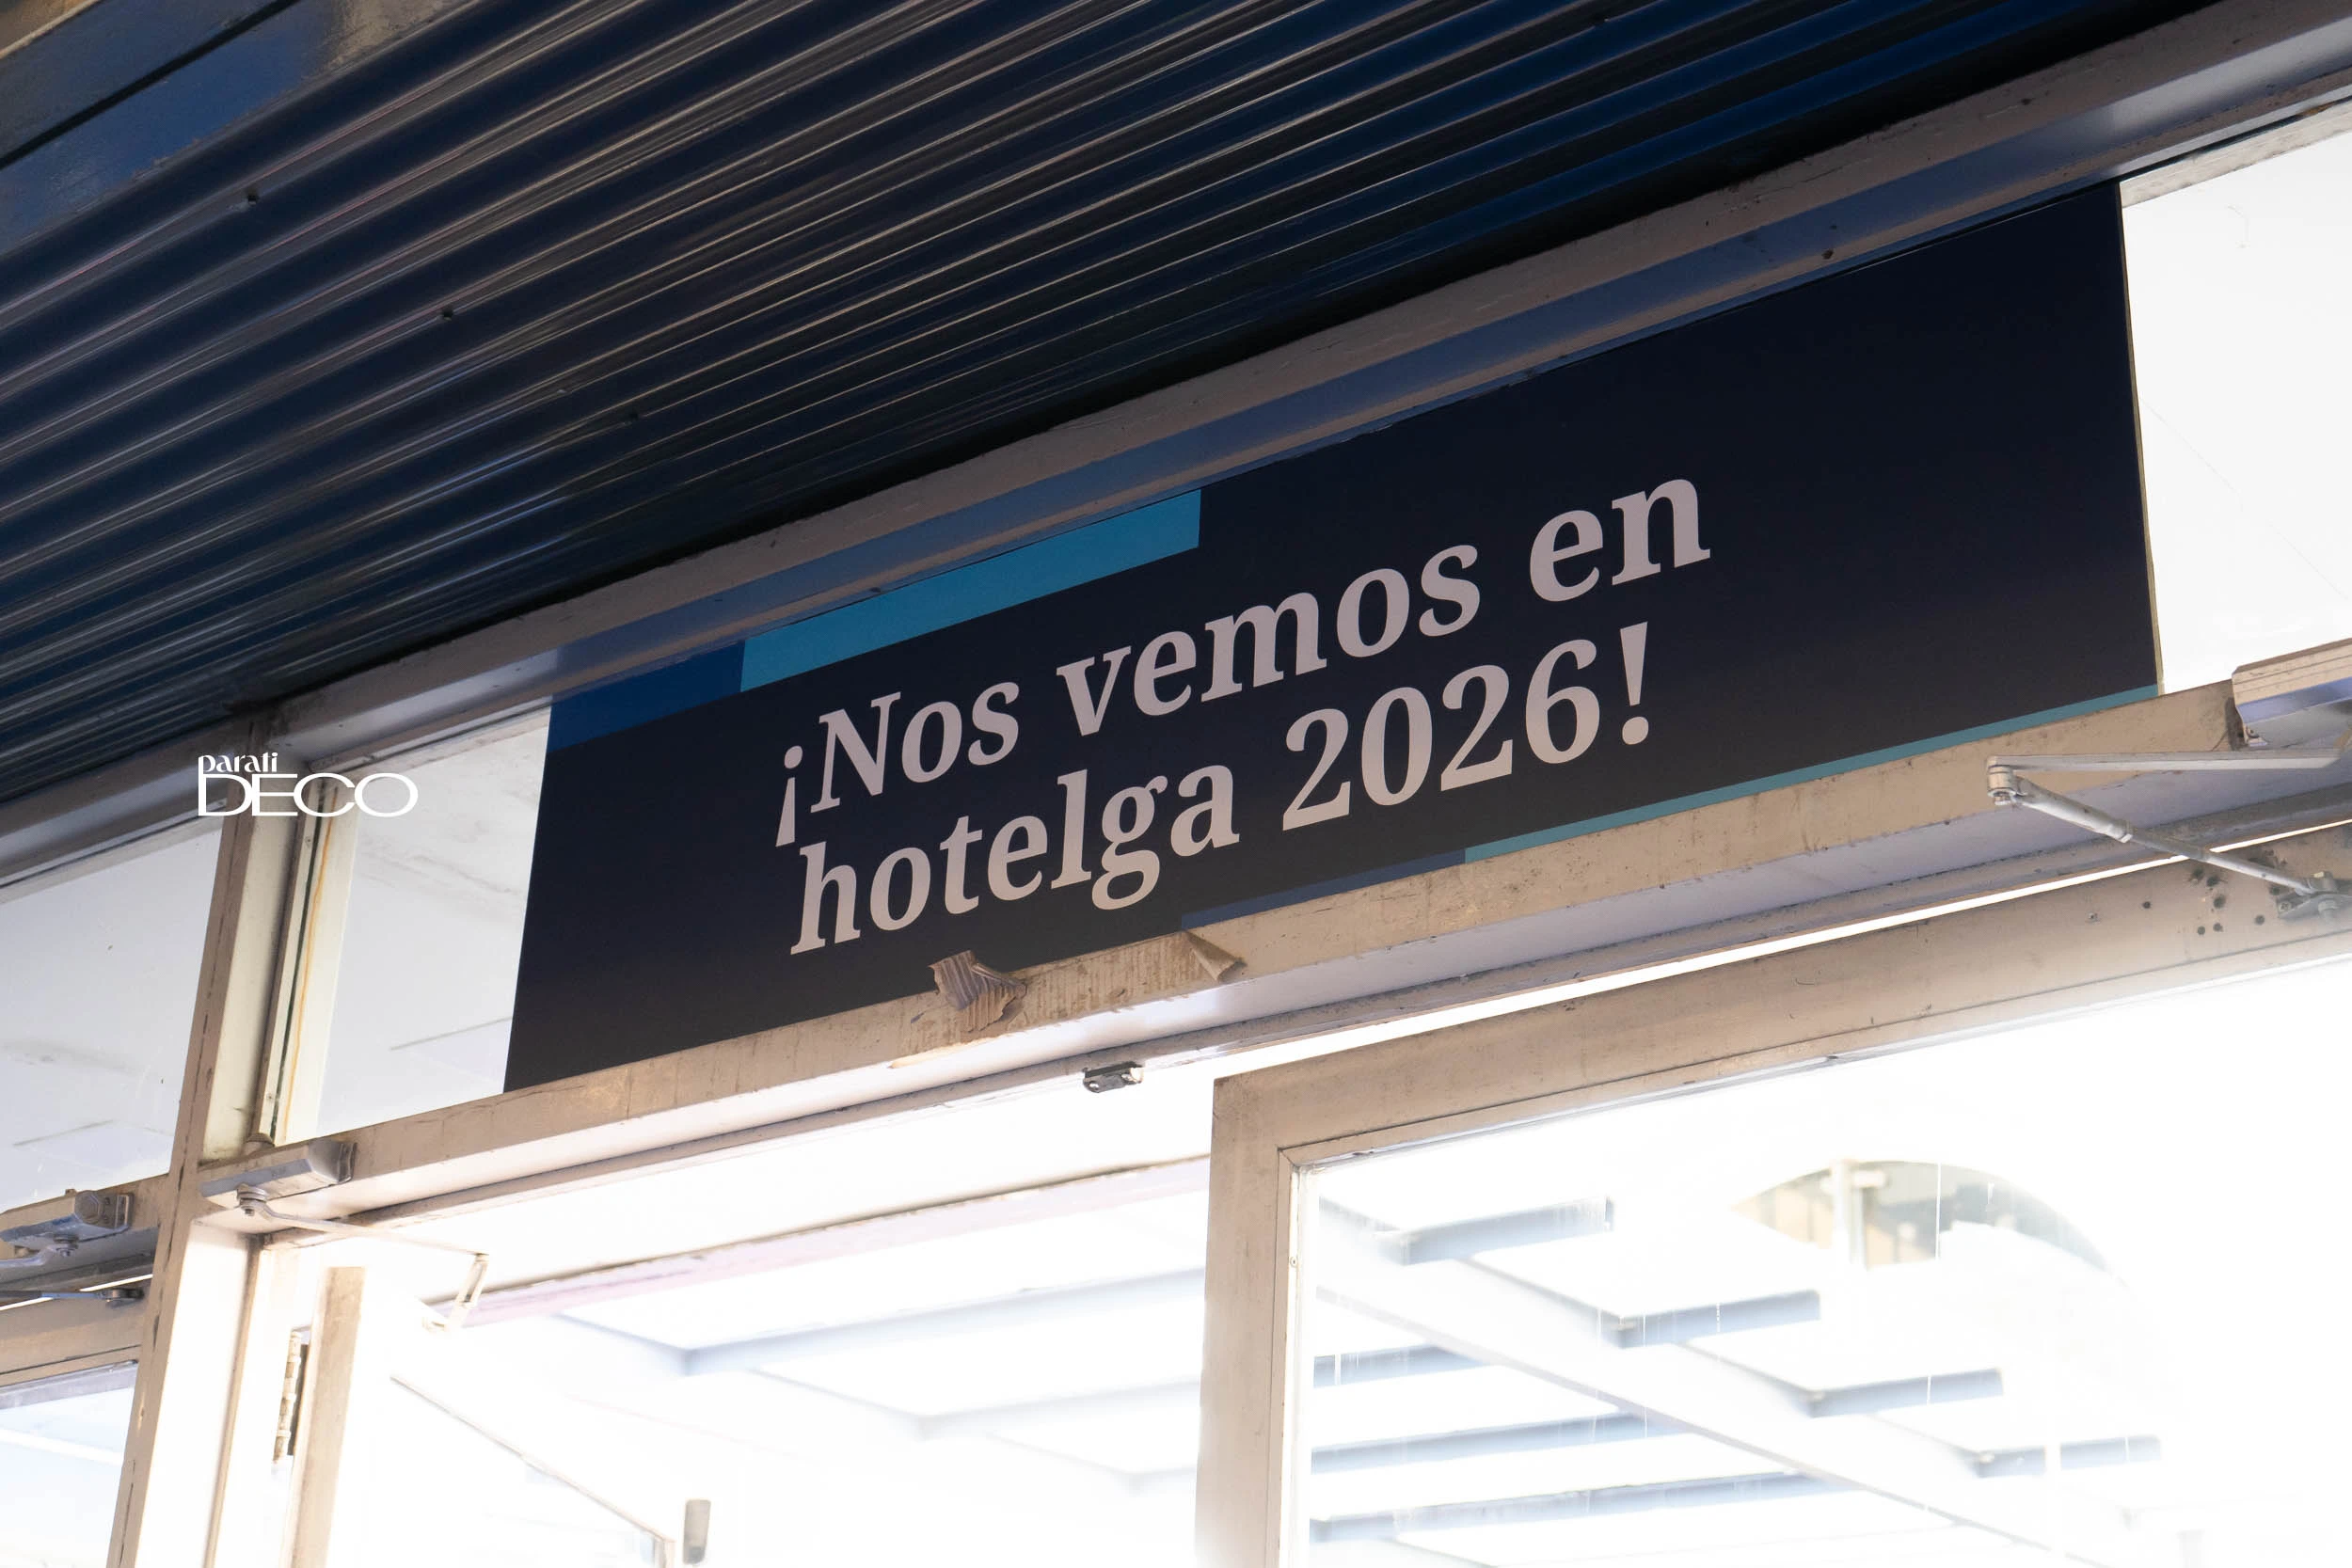 ¡Nos vemos en
hotelga 2026!
parati
DECO